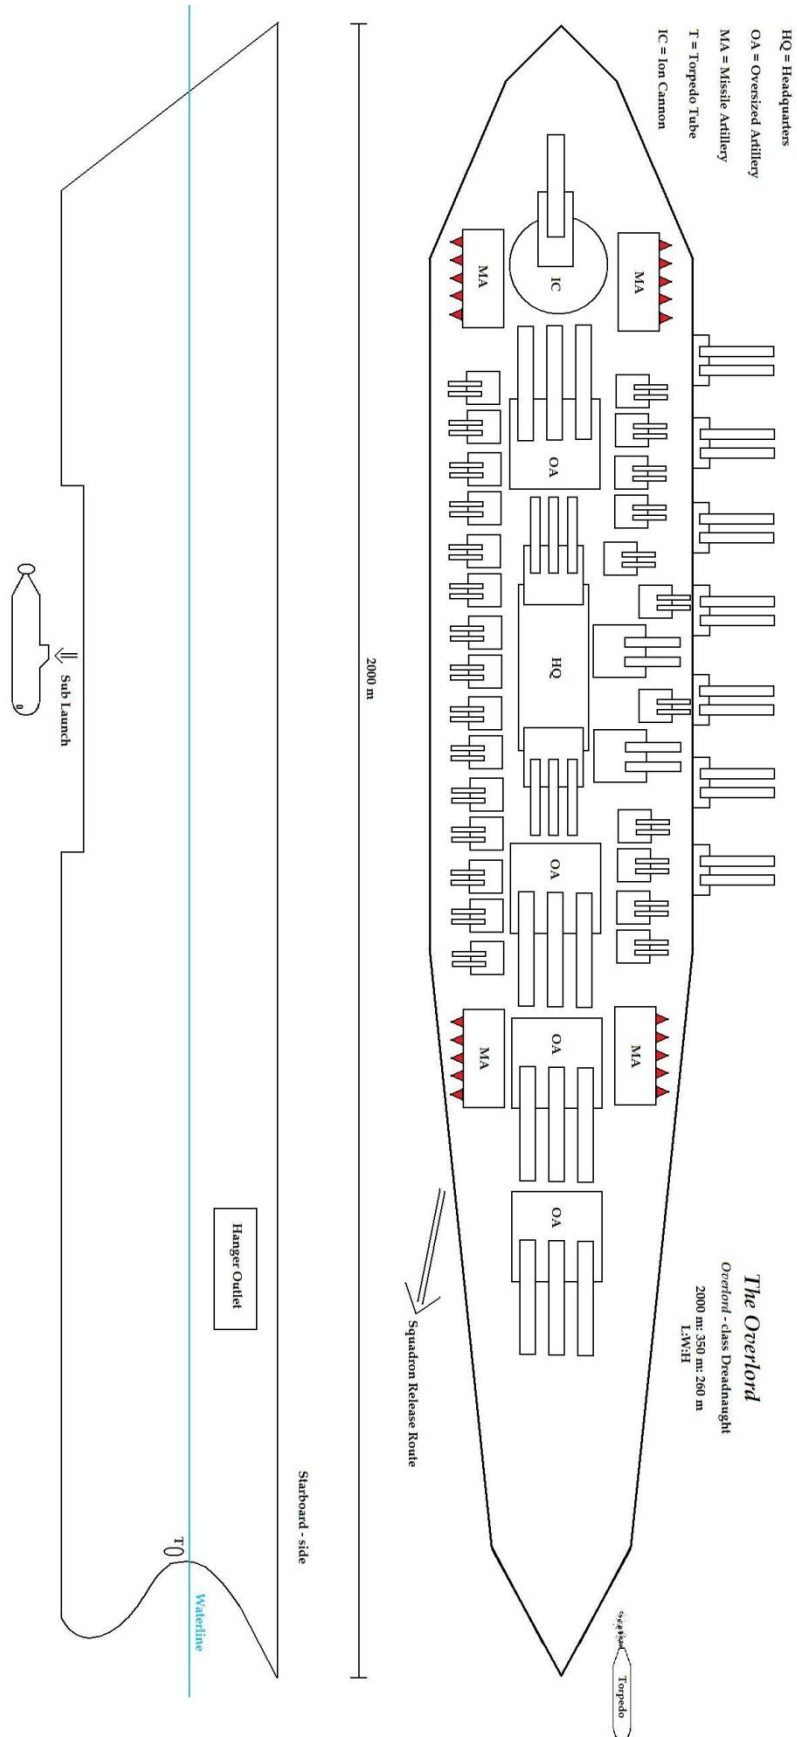 HQ = Headquarters
OA = Oversized Artillery
MA = Missile Artillery
T = Torpedo Tube
IC = Ion Cannon
The Overlord
Overlord - class Dreadnaught
2000 m: 350 m: 260 m
L:W:H
MA
MA
IC
OA
HQ
OA
OA
OA
MA
MA
Torpedo
Squadron Release Route
2000 m
Starboard - side
Hanger Outlet
T
Waterline
Sub Launch